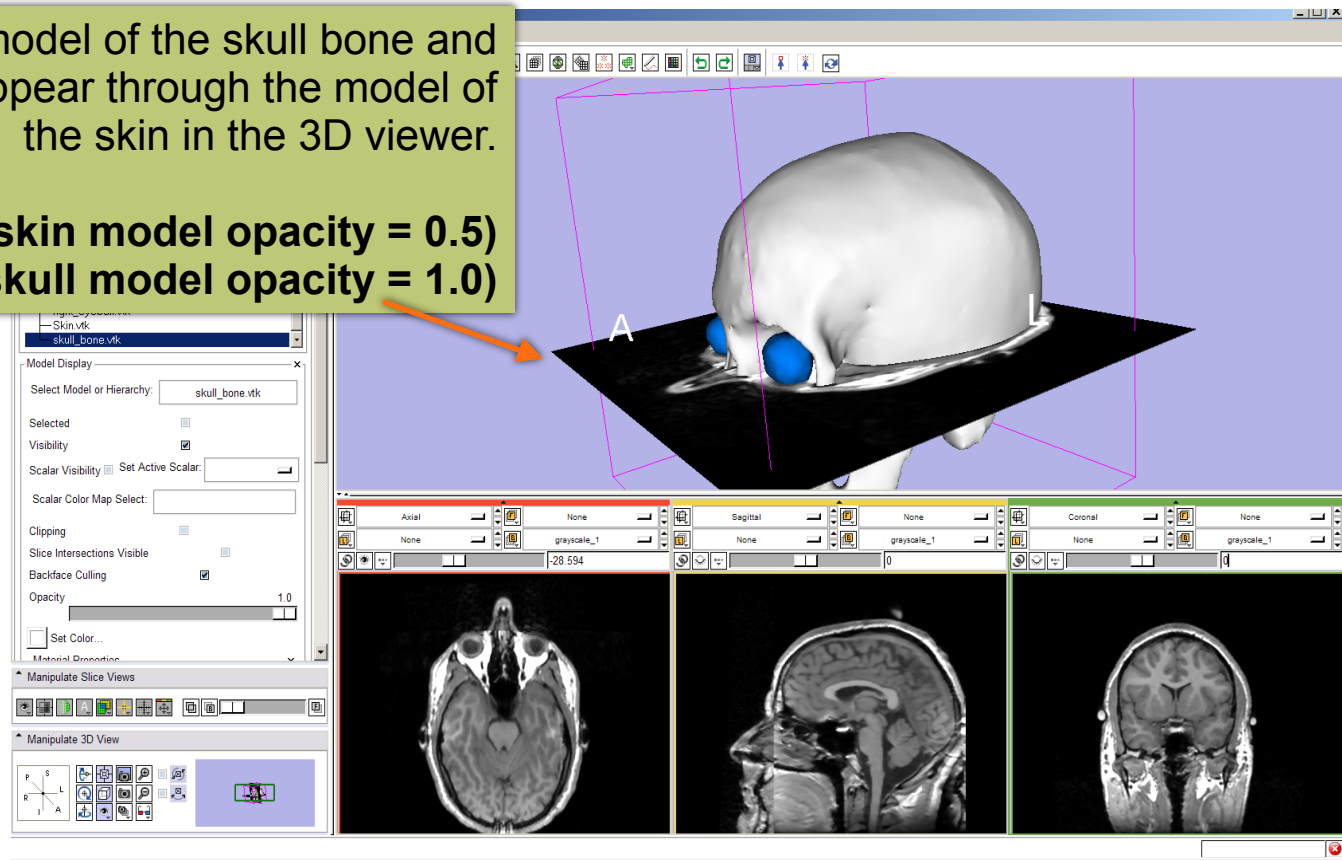 model of the skull bone and
ppear through the model of
the skin in the 3D viewer.
skin model opacity = 0.5)
skull model opacity = 1.0)
A
L
Skin.vtk
skull_bone.vtk
Model Display
Select Model or Hierarchy: skull_bone.vtk
Selected
Visibility
Scalar Visibility Set Active Scalar:
Scalar Color Map Select:
Clipping
Slice Intersections Visible
Backface Culling
Opacity 1.0
Set Color...
Material Properties
Manipulate Slice Views
Manipulate 3D View
P S
R L
I A
Axial None
None grayscale_1
-28.594
Sagittal None
None grayscale_1
0
Coronal None
None grayscale_1
0